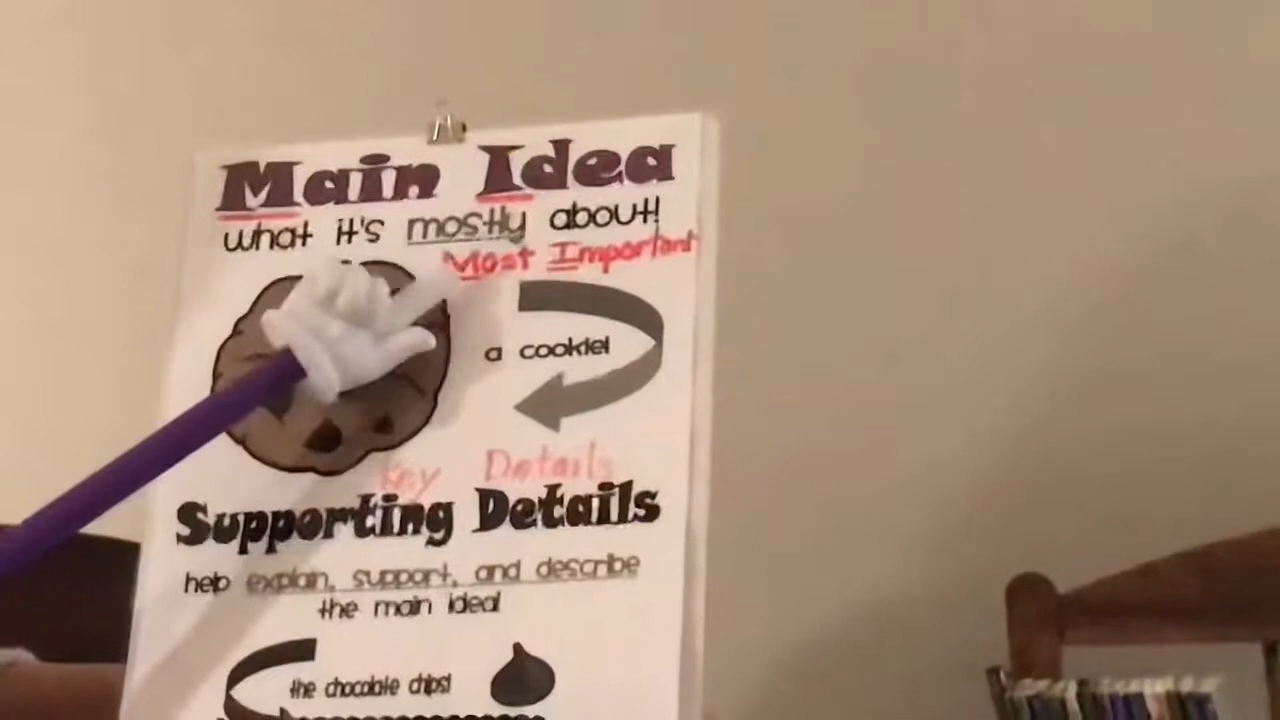 Main Idea
what it's mostly about!
Most Important
a cookie!
Key Details
Supporting Details
help explain, support, and describe
the main idea!
the chocolate chips!